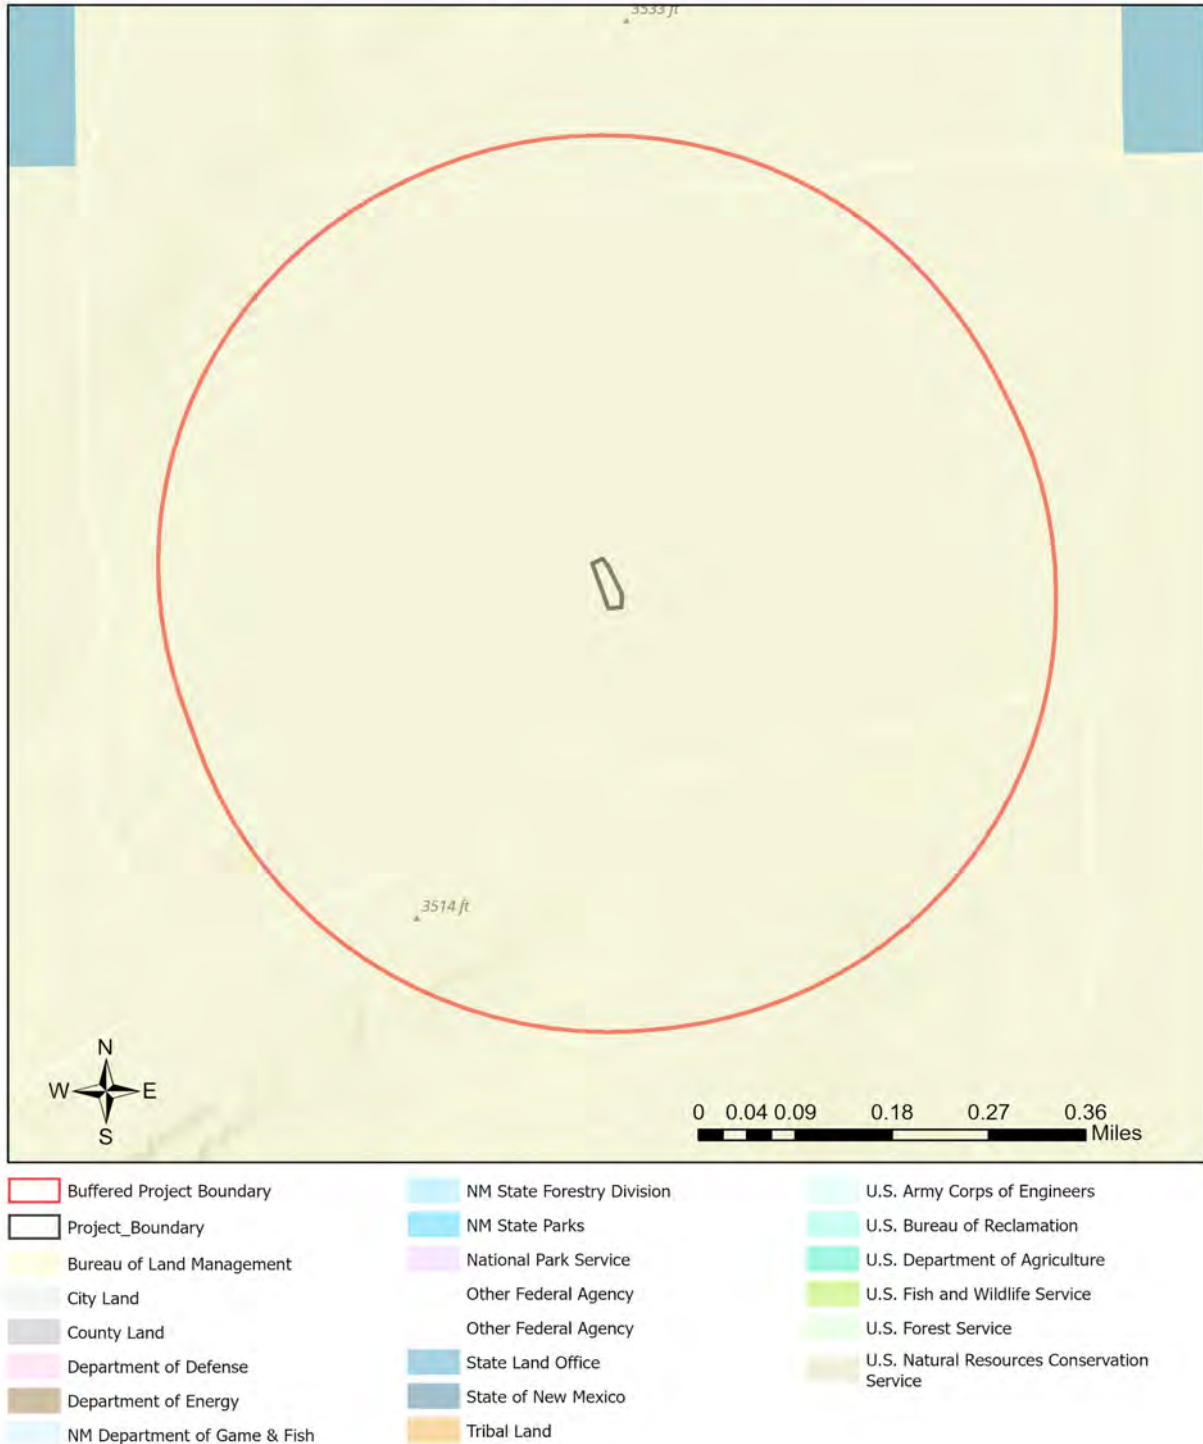 3533 ft
3514 ft
N
W E
S
0 0.04 0.09 0.18 0.27 0.36
Miles
Buffered Project Boundary
Project_Boundary
Bureau of Land Management
City Land
County Land
Department of Defense
Department of Energy
NM Department of Game & Fish
NM State Forestry Division
NM State Parks
National Park Service
Other Federal Agency
Other Federal Agency
State Land Office
State of New Mexico
Tribal Land
U.S. Army Corps of Engineers
U.S. Bureau of Reclamation
U.S. Department of Agriculture
U.S. Fish and Wildlife Service
U.S. Forest Service
U.S. Natural Resources Conservation
Service